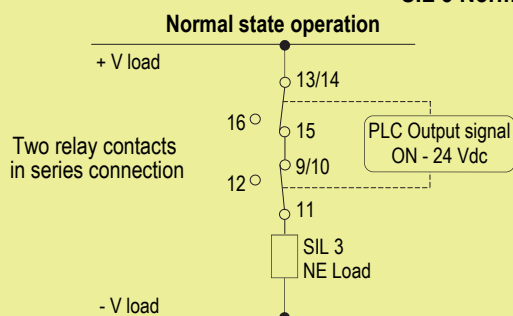 Normal state operation
+ V load
13/14
16
15
PLC Output signal
ON - 24 Vdc
Two relay contacts
in series connection
9/10
12
11
SIL 3
NE Load
- V load